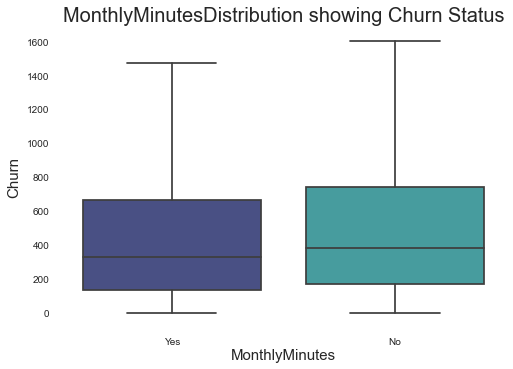 MonthlyMinutesDistribution showing Churn Status
1600
1400
1200
1000
800
600
400
200
0
Churn
Yes
No
MonthlyMinutes